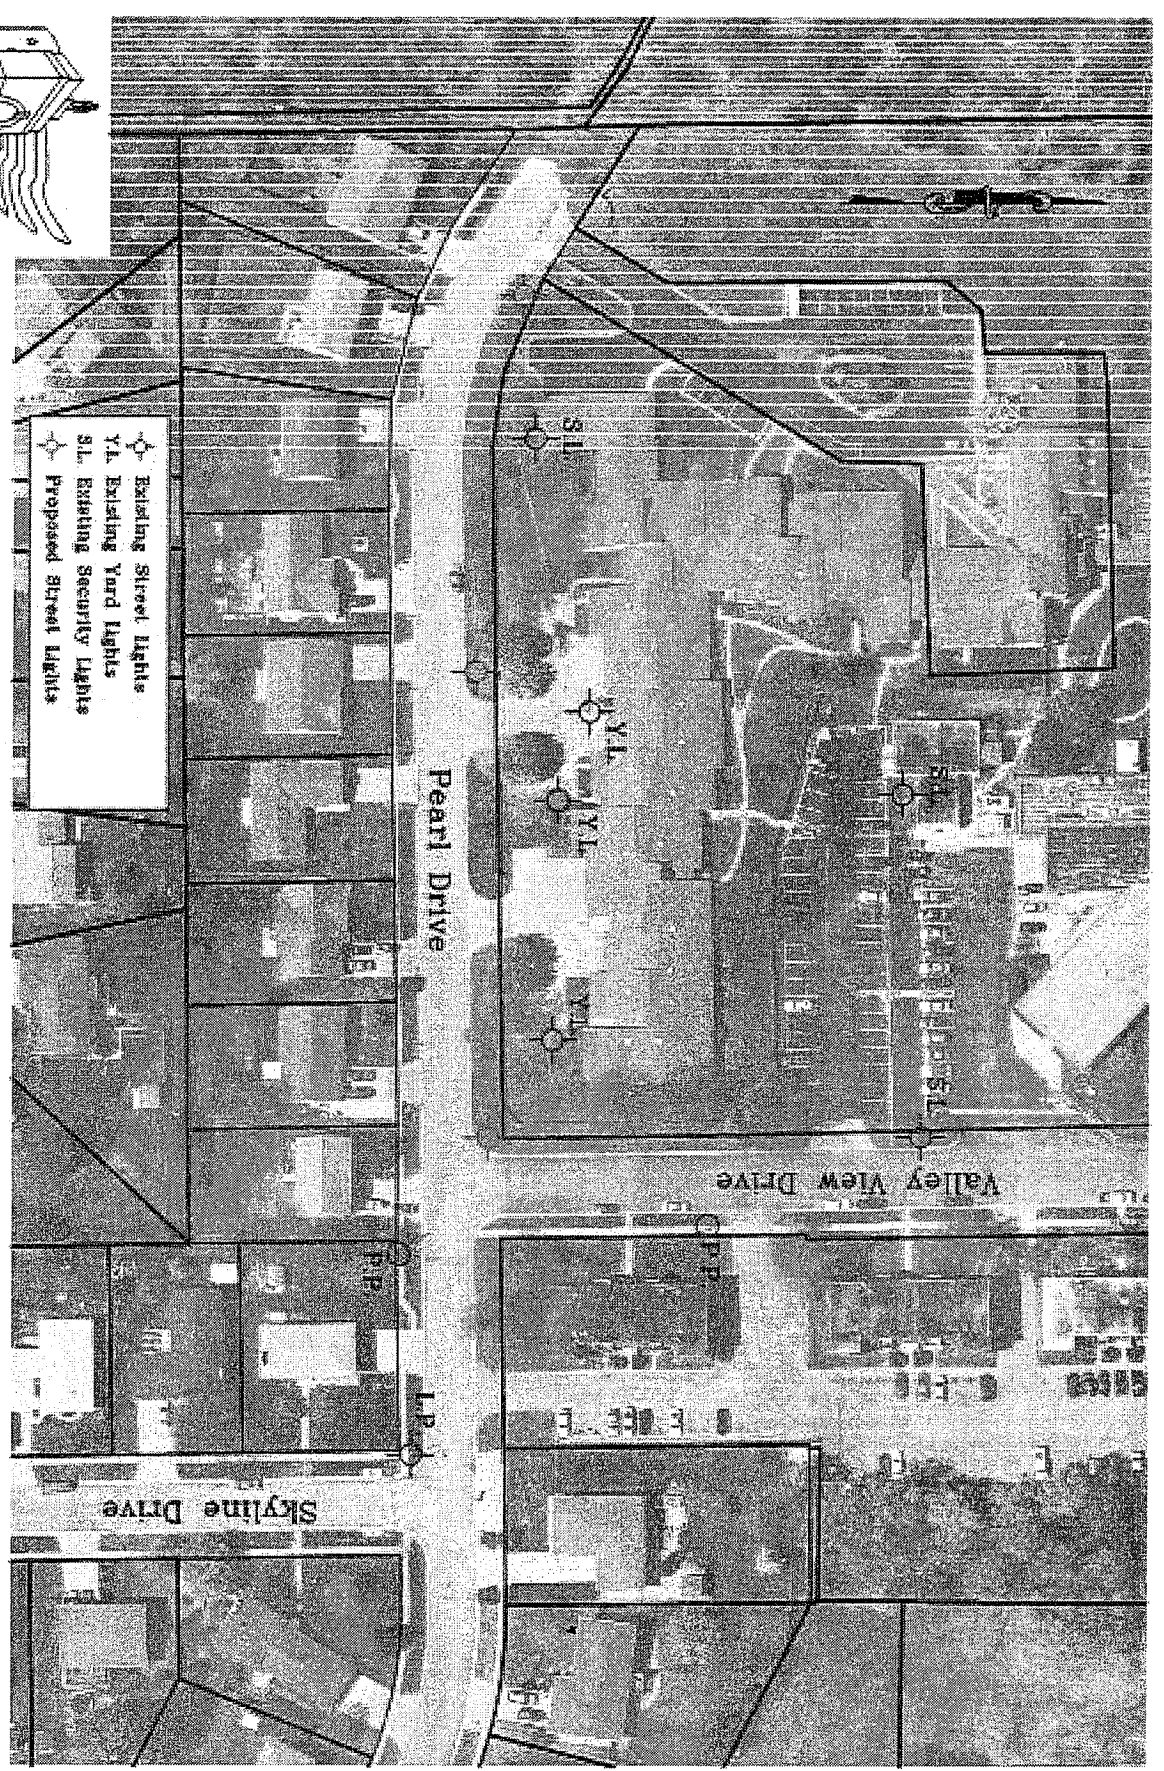 S.L.
Y.L.
Y.L.
Y.L.
S.L.
S.L.
Pearl Drive
Valley View Drive
P.P.
P.P.
L.P.
Skyline Drive
Existing Street Lights
Y.L. Existing Yard Lights
S.L. Existing Security Lights
Proposed Street Lights